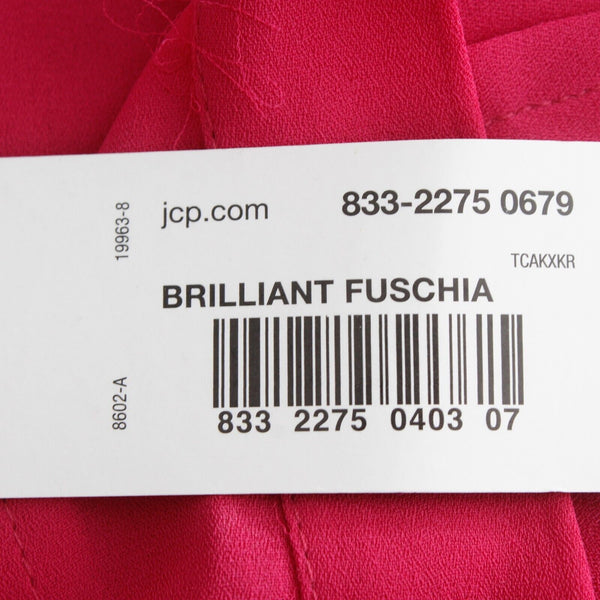 19963-8
8602-A
jcp.com 833-2275 0679
TCAKXKR
BRILLIANT FUSCHIA
833 2275 0403 07